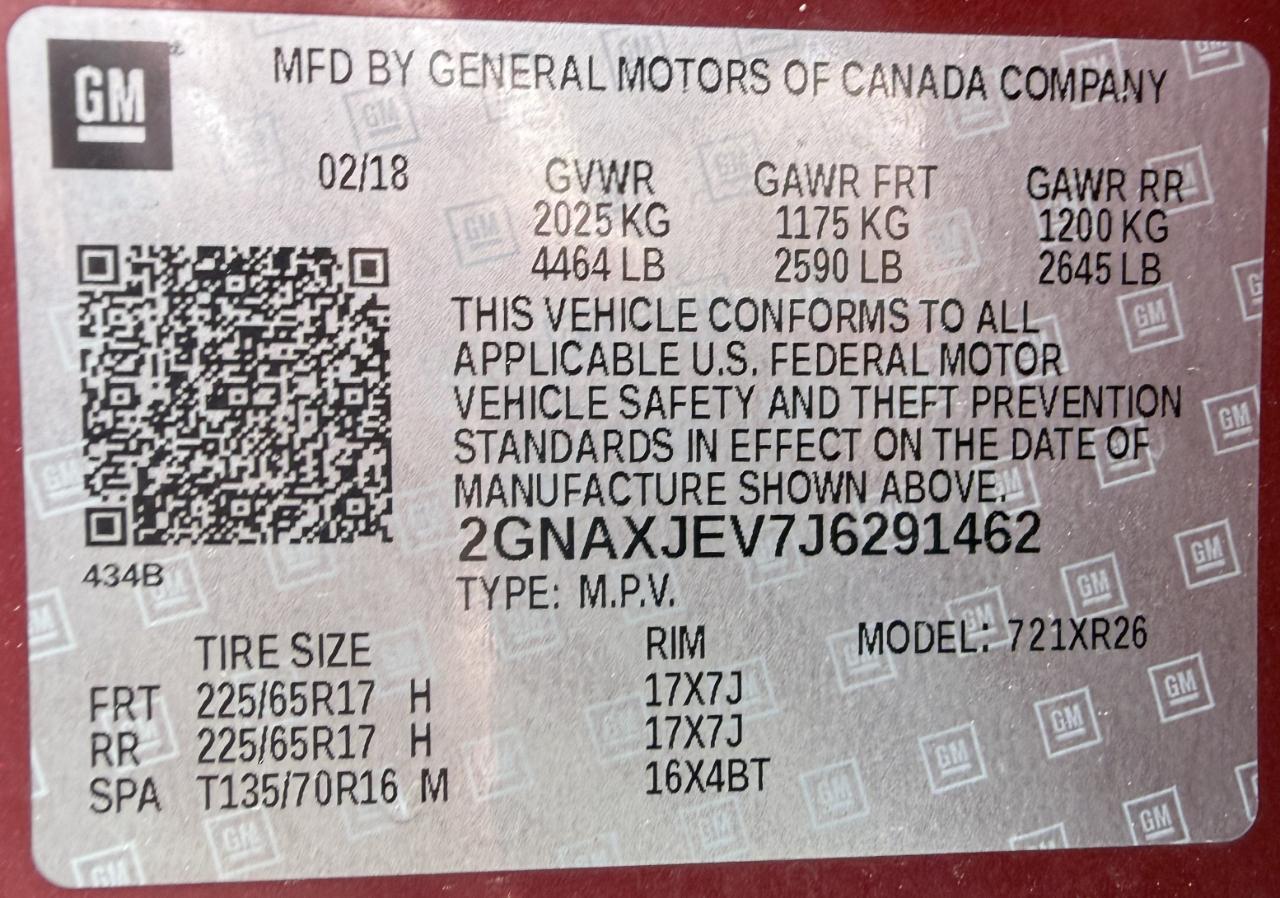 GM
MFD BY GENERAL MOTORS OF CANADA COMPANY
02/18 GVWR GAWR FRT GAWR RR
2025 KG 1175 KG 1200 KG
4464 LB 2590 LB 2645 LB
THIS VEHICLE CONFORMS TO ALL
APPLICABLE U.S. FEDERAL MOTOR
VEHICLE SAFETY AND THEFT PREVENTION
STANDARDS IN EFFECT ON THE DATE OF
MANUFACTURE SHOWN ABOVE.
2GNAXJEV7J6291462
434B
TYPE: M.P.V.
TIRE SIZE RIM MODEL: 721XR26
FRT 225/65R17 H 17X7J
RR 225/65R17 H 17X7J
SPA T135/70R16 M 16X4BT